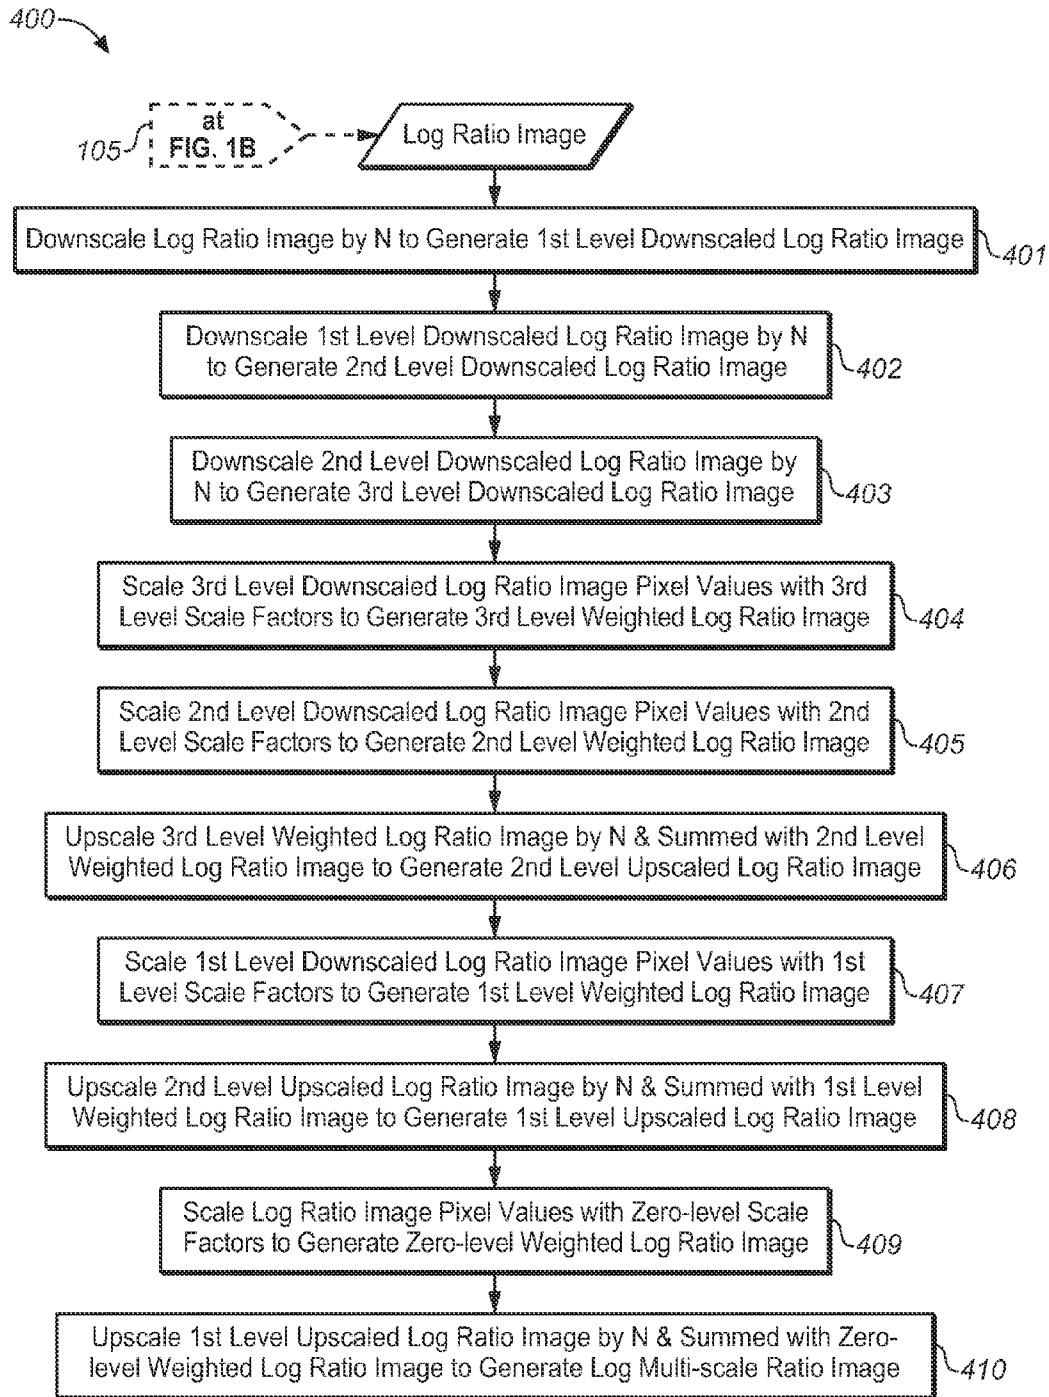 400
105
at
FIG. 1B
Log Ratio Image
Downscale Log Ratio Image by N to Generate 1st Level Downscaled Log Ratio Image
401
Downscale 1st Level Downscaled Log Ratio Image by N
to Generate 2nd Level Downscaled Log Ratio Image
402
Downscale 2nd Level Downscaled Log Ratio Image by
N to Generate 3rd Level Downscaled Log Ratio Image
403
Scale 3rd Level Downscaled Log Ratio Image Pixel Values with 3rd
Level Scale Factors to Generate 3rd Level Weighted Log Ratio Image
404
Scale 2nd Level Downscaled Log Ratio Image Pixel Values with 2nd
Level Scale Factors to Generate 2nd Level Weighted Log Ratio Image
405
Upscale 3rd Level Weighted Log Ratio Image by N & Summed with 2nd Level
Weighted Log Ratio Image to Generate 2nd Level Upscaled Log Ratio Image
406
Scale 1st Level Downscaled Log Ratio Image Pixel Values with 1st
Level Scale Factors to Generate 1st Level Weighted Log Ratio Image
407
Upscale 2nd Level Upscaled Log Ratio Image by N & Summed with 1st Level
Weighted Log Ratio Image to Generate 1st Level Upscaled Log Ratio Image
408
Scale Log Ratio Image Pixel Values with Zero-level Scale
Factors to Generate Zero-level Weighted Log Ratio Image
409
Upscale 1st Level Upscaled Log Ratio Image by N & Summed with Zero-
level Weighted Log Ratio Image to Generate Log Multi-scale Ratio Image
410